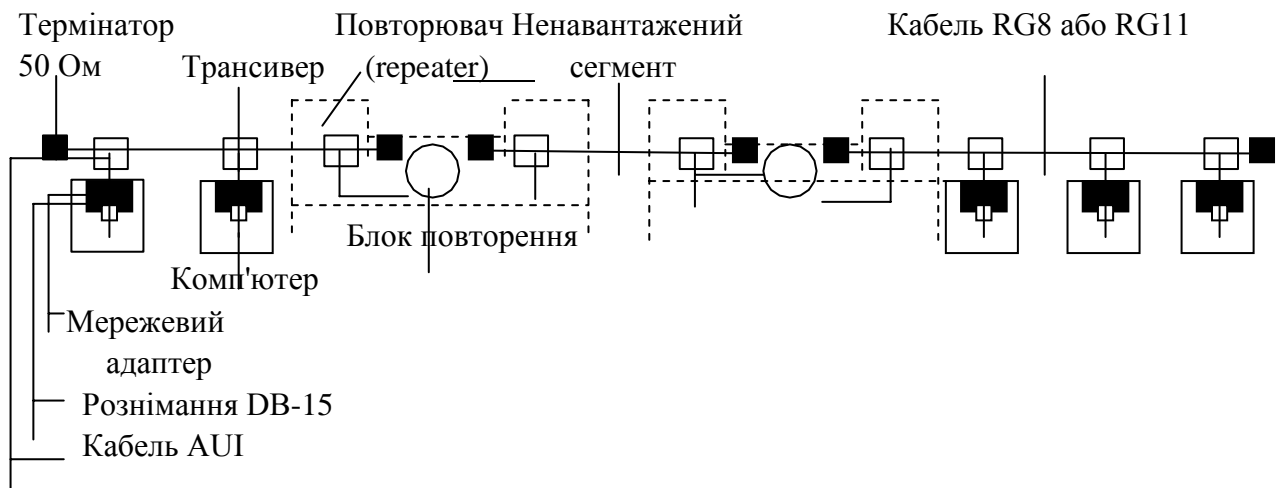 Термінатор
50 Ом
Трансивер
Повторювач Ненавантажений
(repeater) сегмент
Кабель RG8 або RG11
Блок повторення
Комп'ютер
Мережевий
адаптер
Рознімання DB-15
Кабель AUI